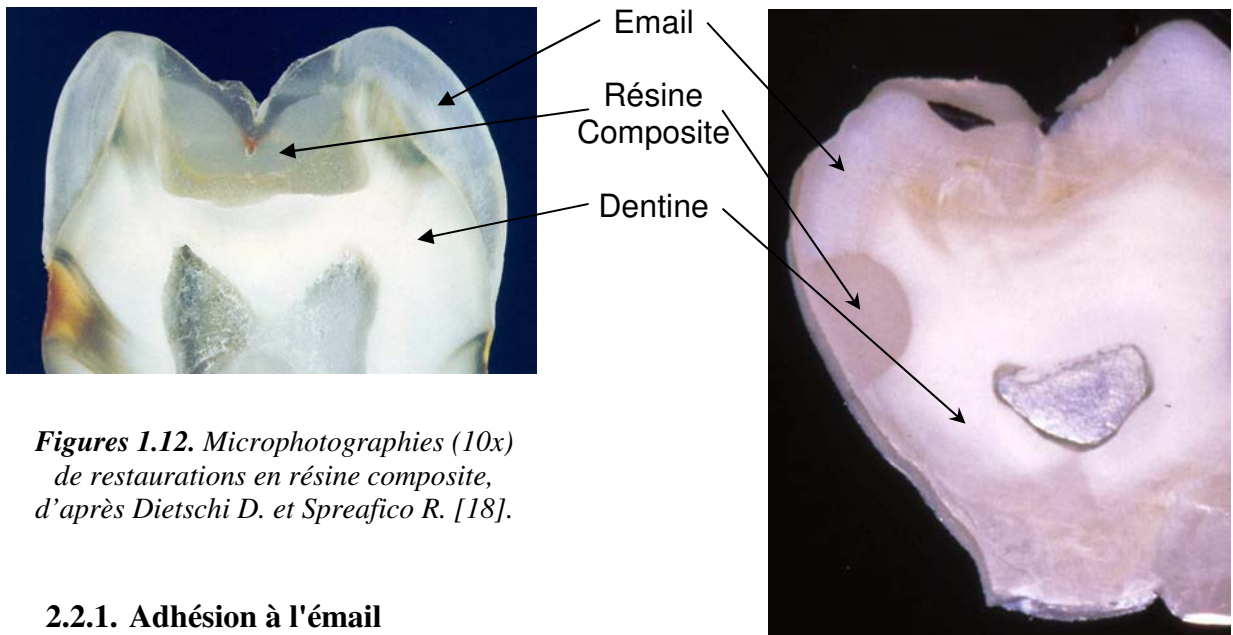 Email
Résine
Composite
Dentine
Figures 1.12. Microphotographies (10x)
de restaurations en résine composite,
d'après Dietschi D. et Spreafico R. [18].
2.2.1. Adhésion à l'émail